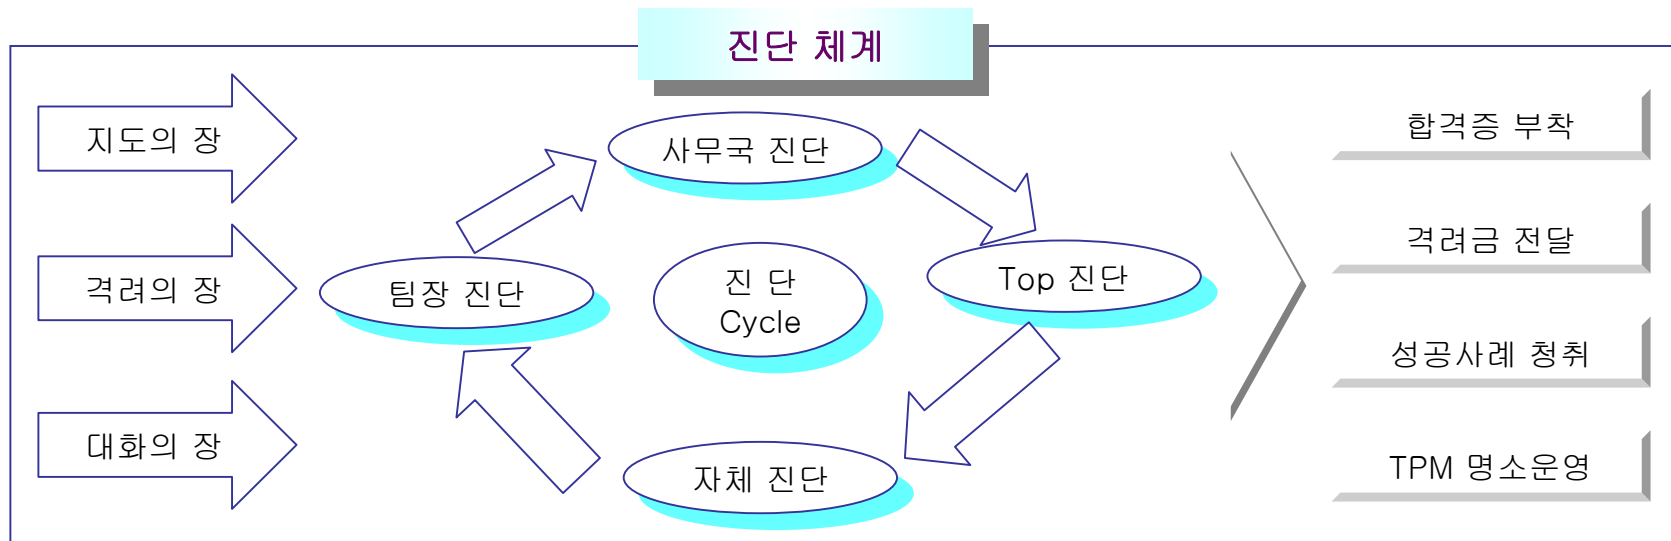 진단 체계
지도의 장
격려의 장
대화의 장
사무국 진단
팀장 진단
진 단
Cycle
Top 진단
자체 진단
합격증 부착
격려금 전달
성공사례 청취
TPM 명소운영